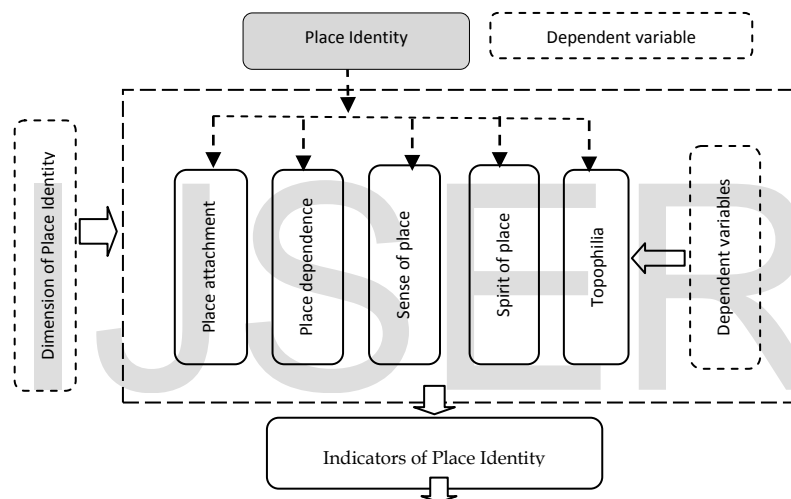 Place Identity
Dependent variable
Dimension of Place Identity
Place attachment
Place dependence
Sense of place
Spirit of place
Topophilia
Dependent variables
IJSER
Indicators of Place Identity